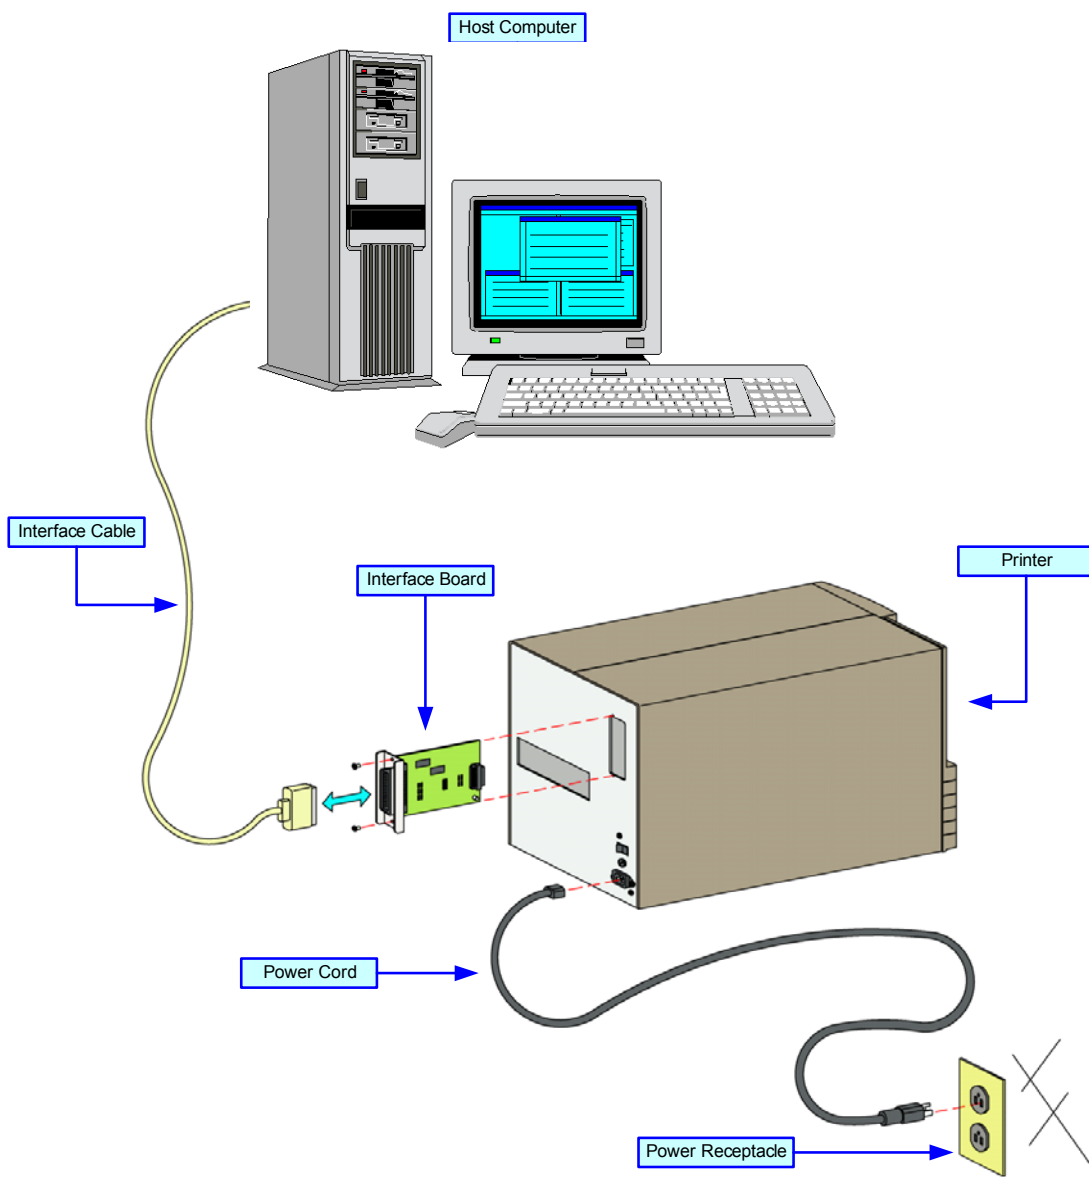 Host Computer
Interface Cable
Interface Board
Printer
Power Cord
Power Receptacle